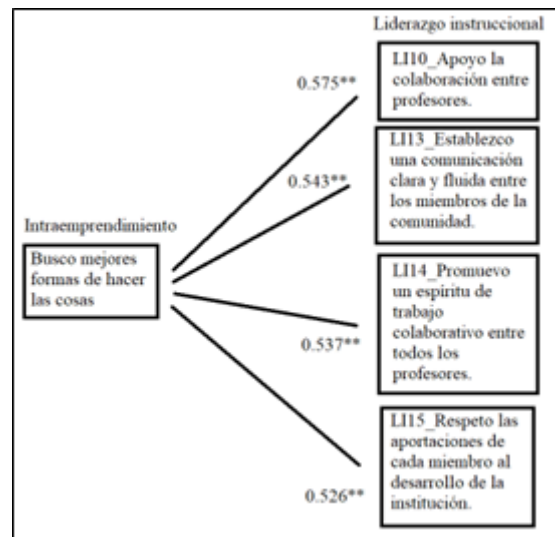 Liderazgo instruccional
LI10_Apoyo la
colaboración entre
profesores.
0.575**
LI13_Establezco
una comunicación
clara y fluida entre
los miembros de la
comunidad.
0.543**
Intraemprendimiento
Busco mejores
formas de hacer
las cosas
LI14_Promuevo
un espíritu de
trabajo
colaborativo entre
todos los
profesores.
0.537**
LI15_Respeto las
aportaciones de
cada miembro al
desarrollo de la
institución.
0.526**